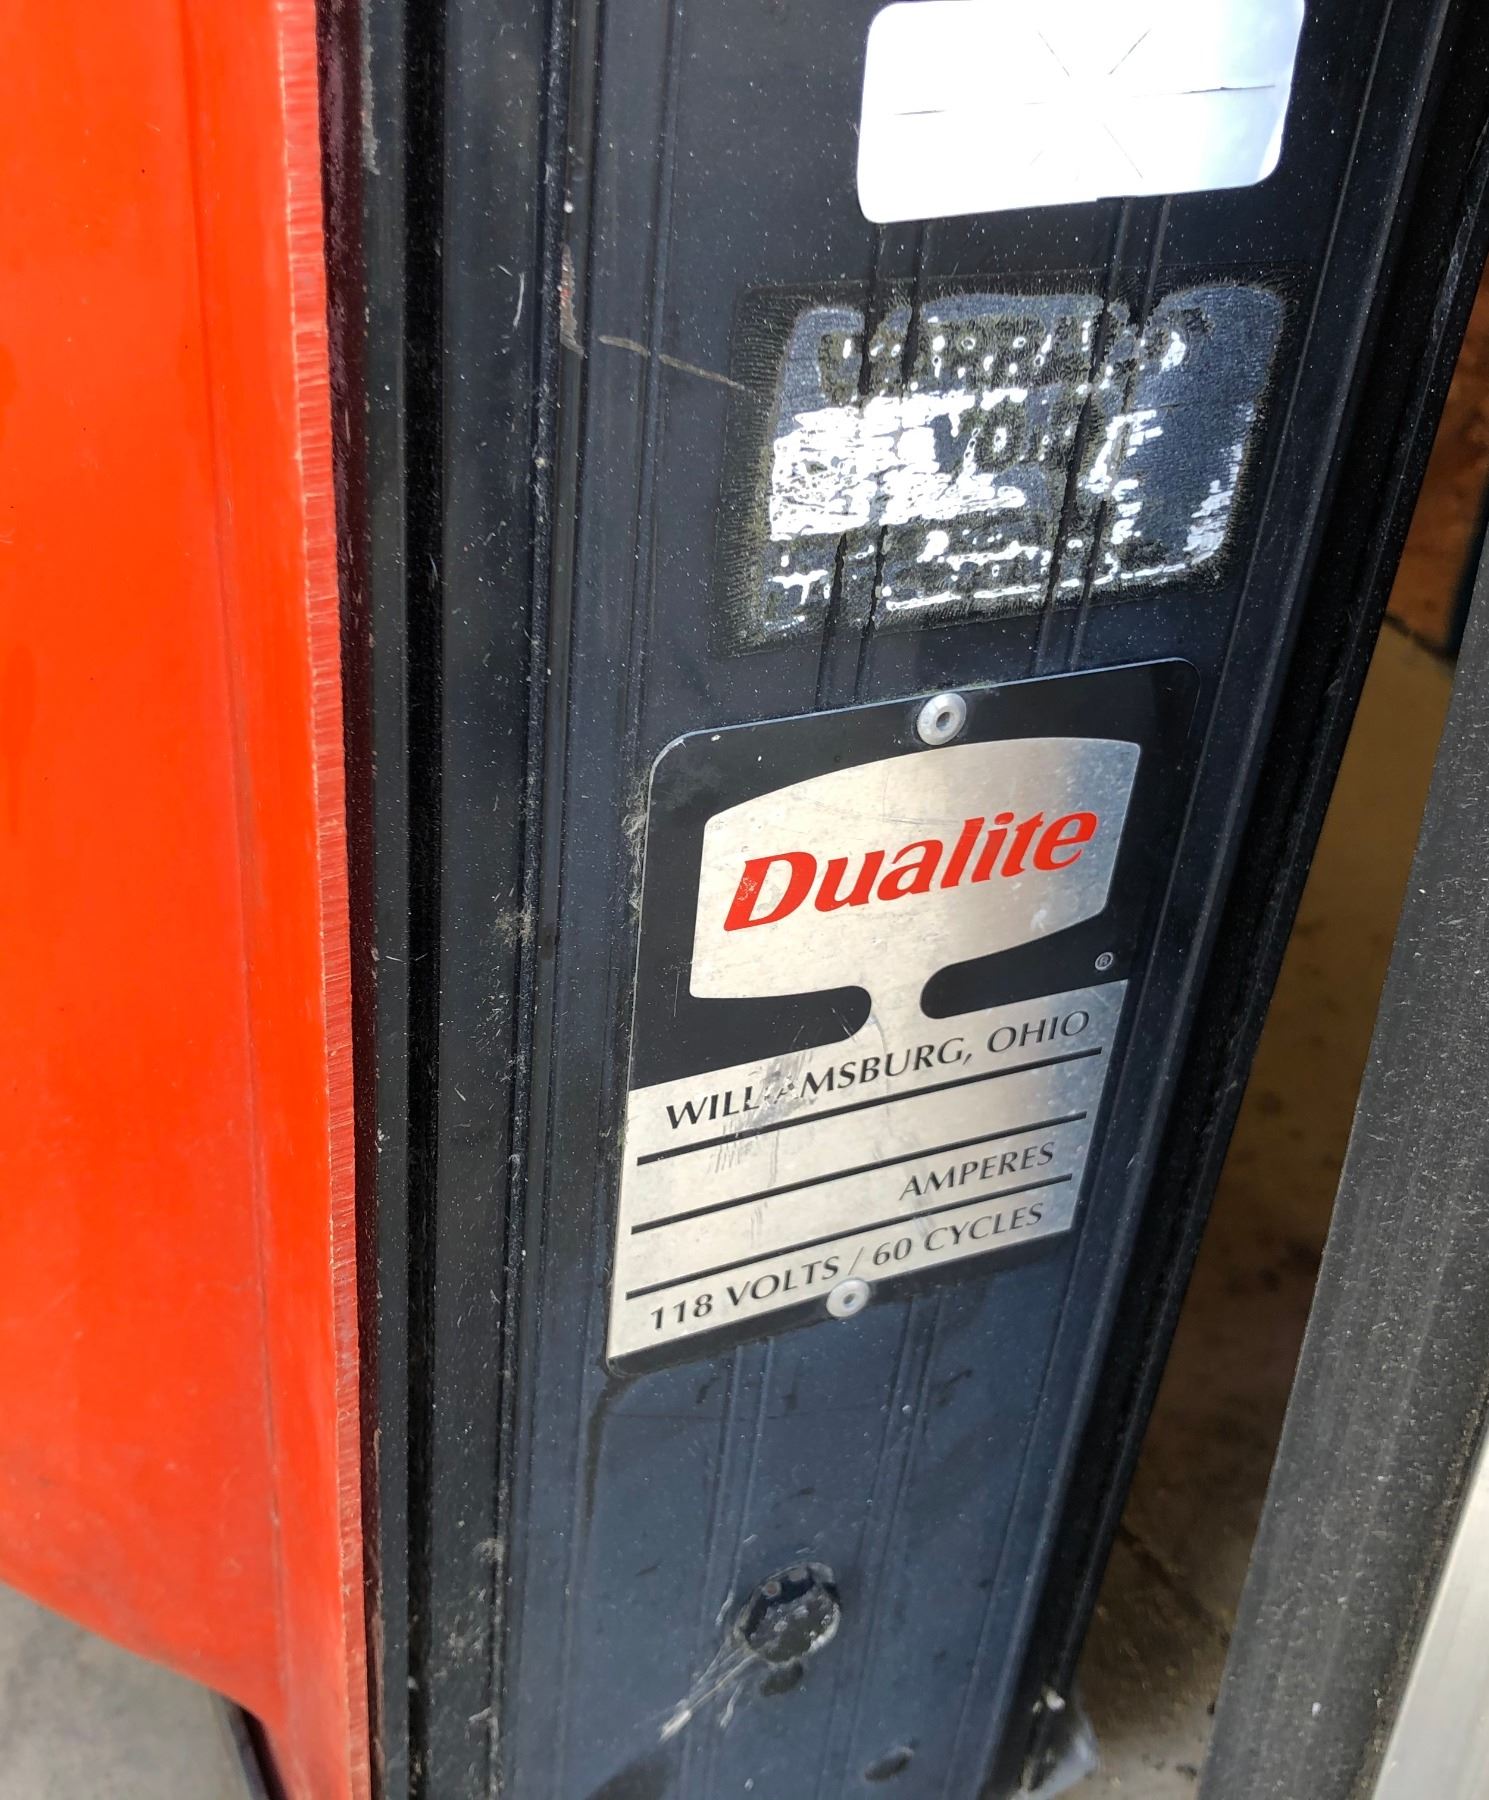 Dualite
®
WILLIAMSBURG, OHIO
AMPERES
118 VOLTS / 60 CYCLES